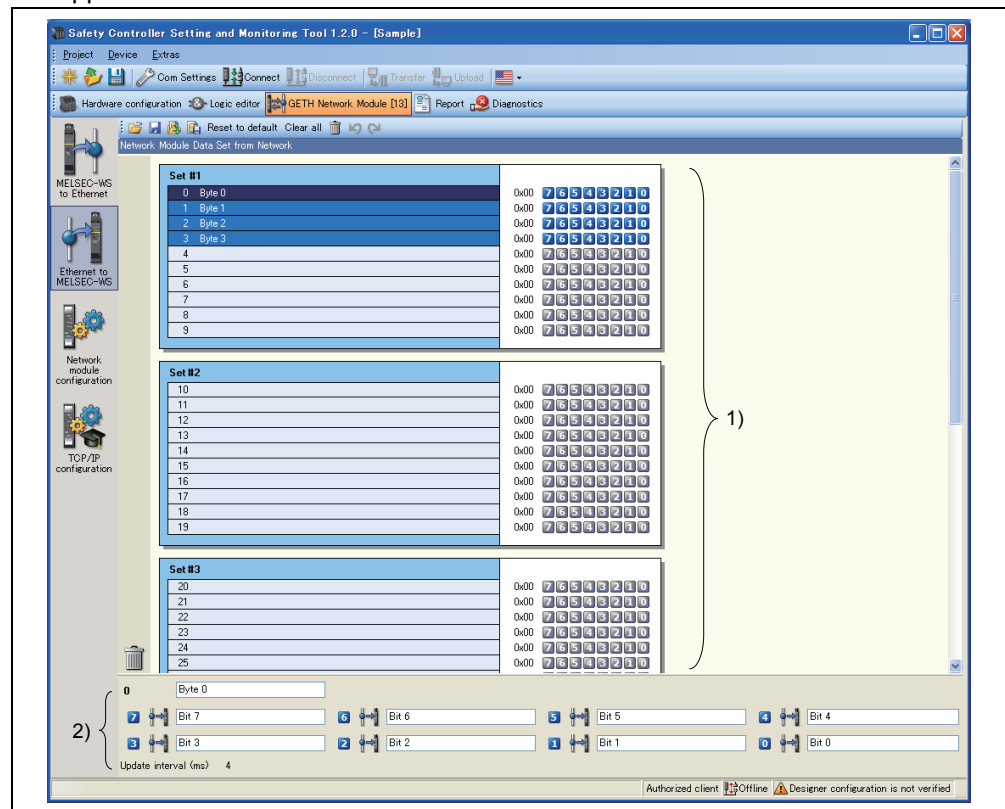 Safety Controller Setting and Monitoring Tool 1.2.0 - [Sample]
Project Device Extras
Com Settings Connect Disconnect Transfer Upload
Hardware configuration Logic editor GETH Network Module [13] Report Diagnostics
Reset to default Clear all
Network Module Data Set from Network
MELSEC-WS
to Ethernet
Ethernet to
MELSEC-WS
Network
module
configuration
TCP/IP
configuration
Set #1
0 Byte 0 0x00 7 6 5 4 3 2 1 0
1 Byte 1 0x00 7 6 5 4 3 2 1 0
2 Byte 2 0x00 7 6 5 4 3 2 1 0
3 Byte 3 0x00 7 6 5 4 3 2 1 0
4 0x00 7 6 5 4 3 2 1 0
5 0x00 7 6 5 4 3 2 1 0
6 0x00 7 6 5 4 3 2 1 0
7 0x00 7 6 5 4 3 2 1 0
8 0x00 7 6 5 4 3 2 1 0
9 0x00 7 6 5 4 3 2 1 0
Set #2
10 0x00 7 6 5 4 3 2 1 0
11 0x00 7 6 5 4 3 2 1 0
12 0x00 7 6 5 4 3 2 1 0
13 0x00 7 6 5 4 3 2 1 0
14 0x00 7 6 5 4 3 2 1 0
15 0x00 7 6 5 4 3 2 1 0
16 0x00 7 6 5 4 3 2 1 0
17 0x00 7 6 5 4 3 2 1 0
18 0x00 7 6 5 4 3 2 1 0
19 0x00 7 6 5 4 3 2 1 0
Set #3
20 0x00 7 6 5 4 3 2 1 0
21 0x00 7 6 5 4 3 2 1 0
22 0x00 7 6 5 4 3 2 1 0
23 0x00 7 6 5 4 3 2 1 0
24 0x00 7 6 5 4 3 2 1 0
25 0x00 7 6 5 4 3 2 1 0
1)
2)
0 Byte 0
7 Bit 7 6 Bit 6 5 Bit 5 4 Bit 4
3 Bit 3 2 Bit 2 1 Bit 1 0 Bit 0
Update interval (ms) 4
Authorized client Offline Designer configuration is not verified